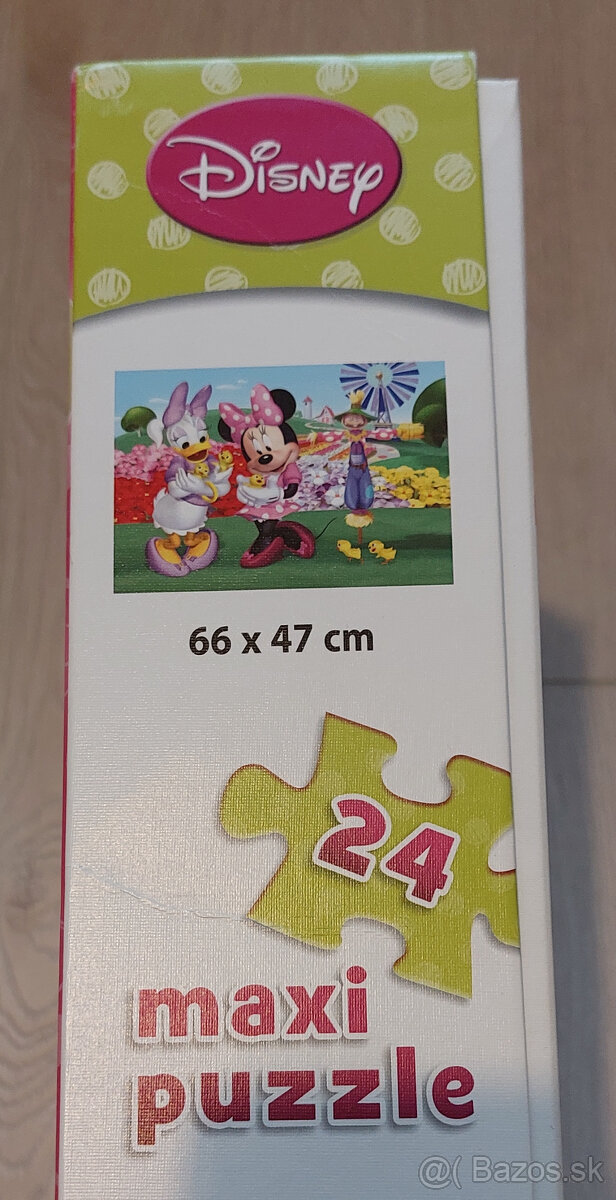 Disney
66 x 47 cm
24
maxi
puzzle
@( Bazos.sk